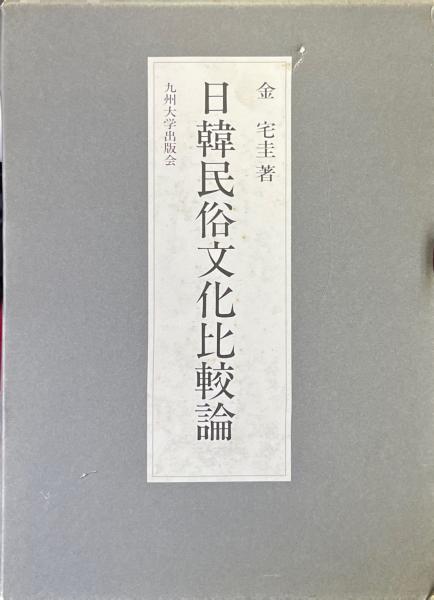 金 宅圭著
日韓民俗文化比較論
九州大学出版会